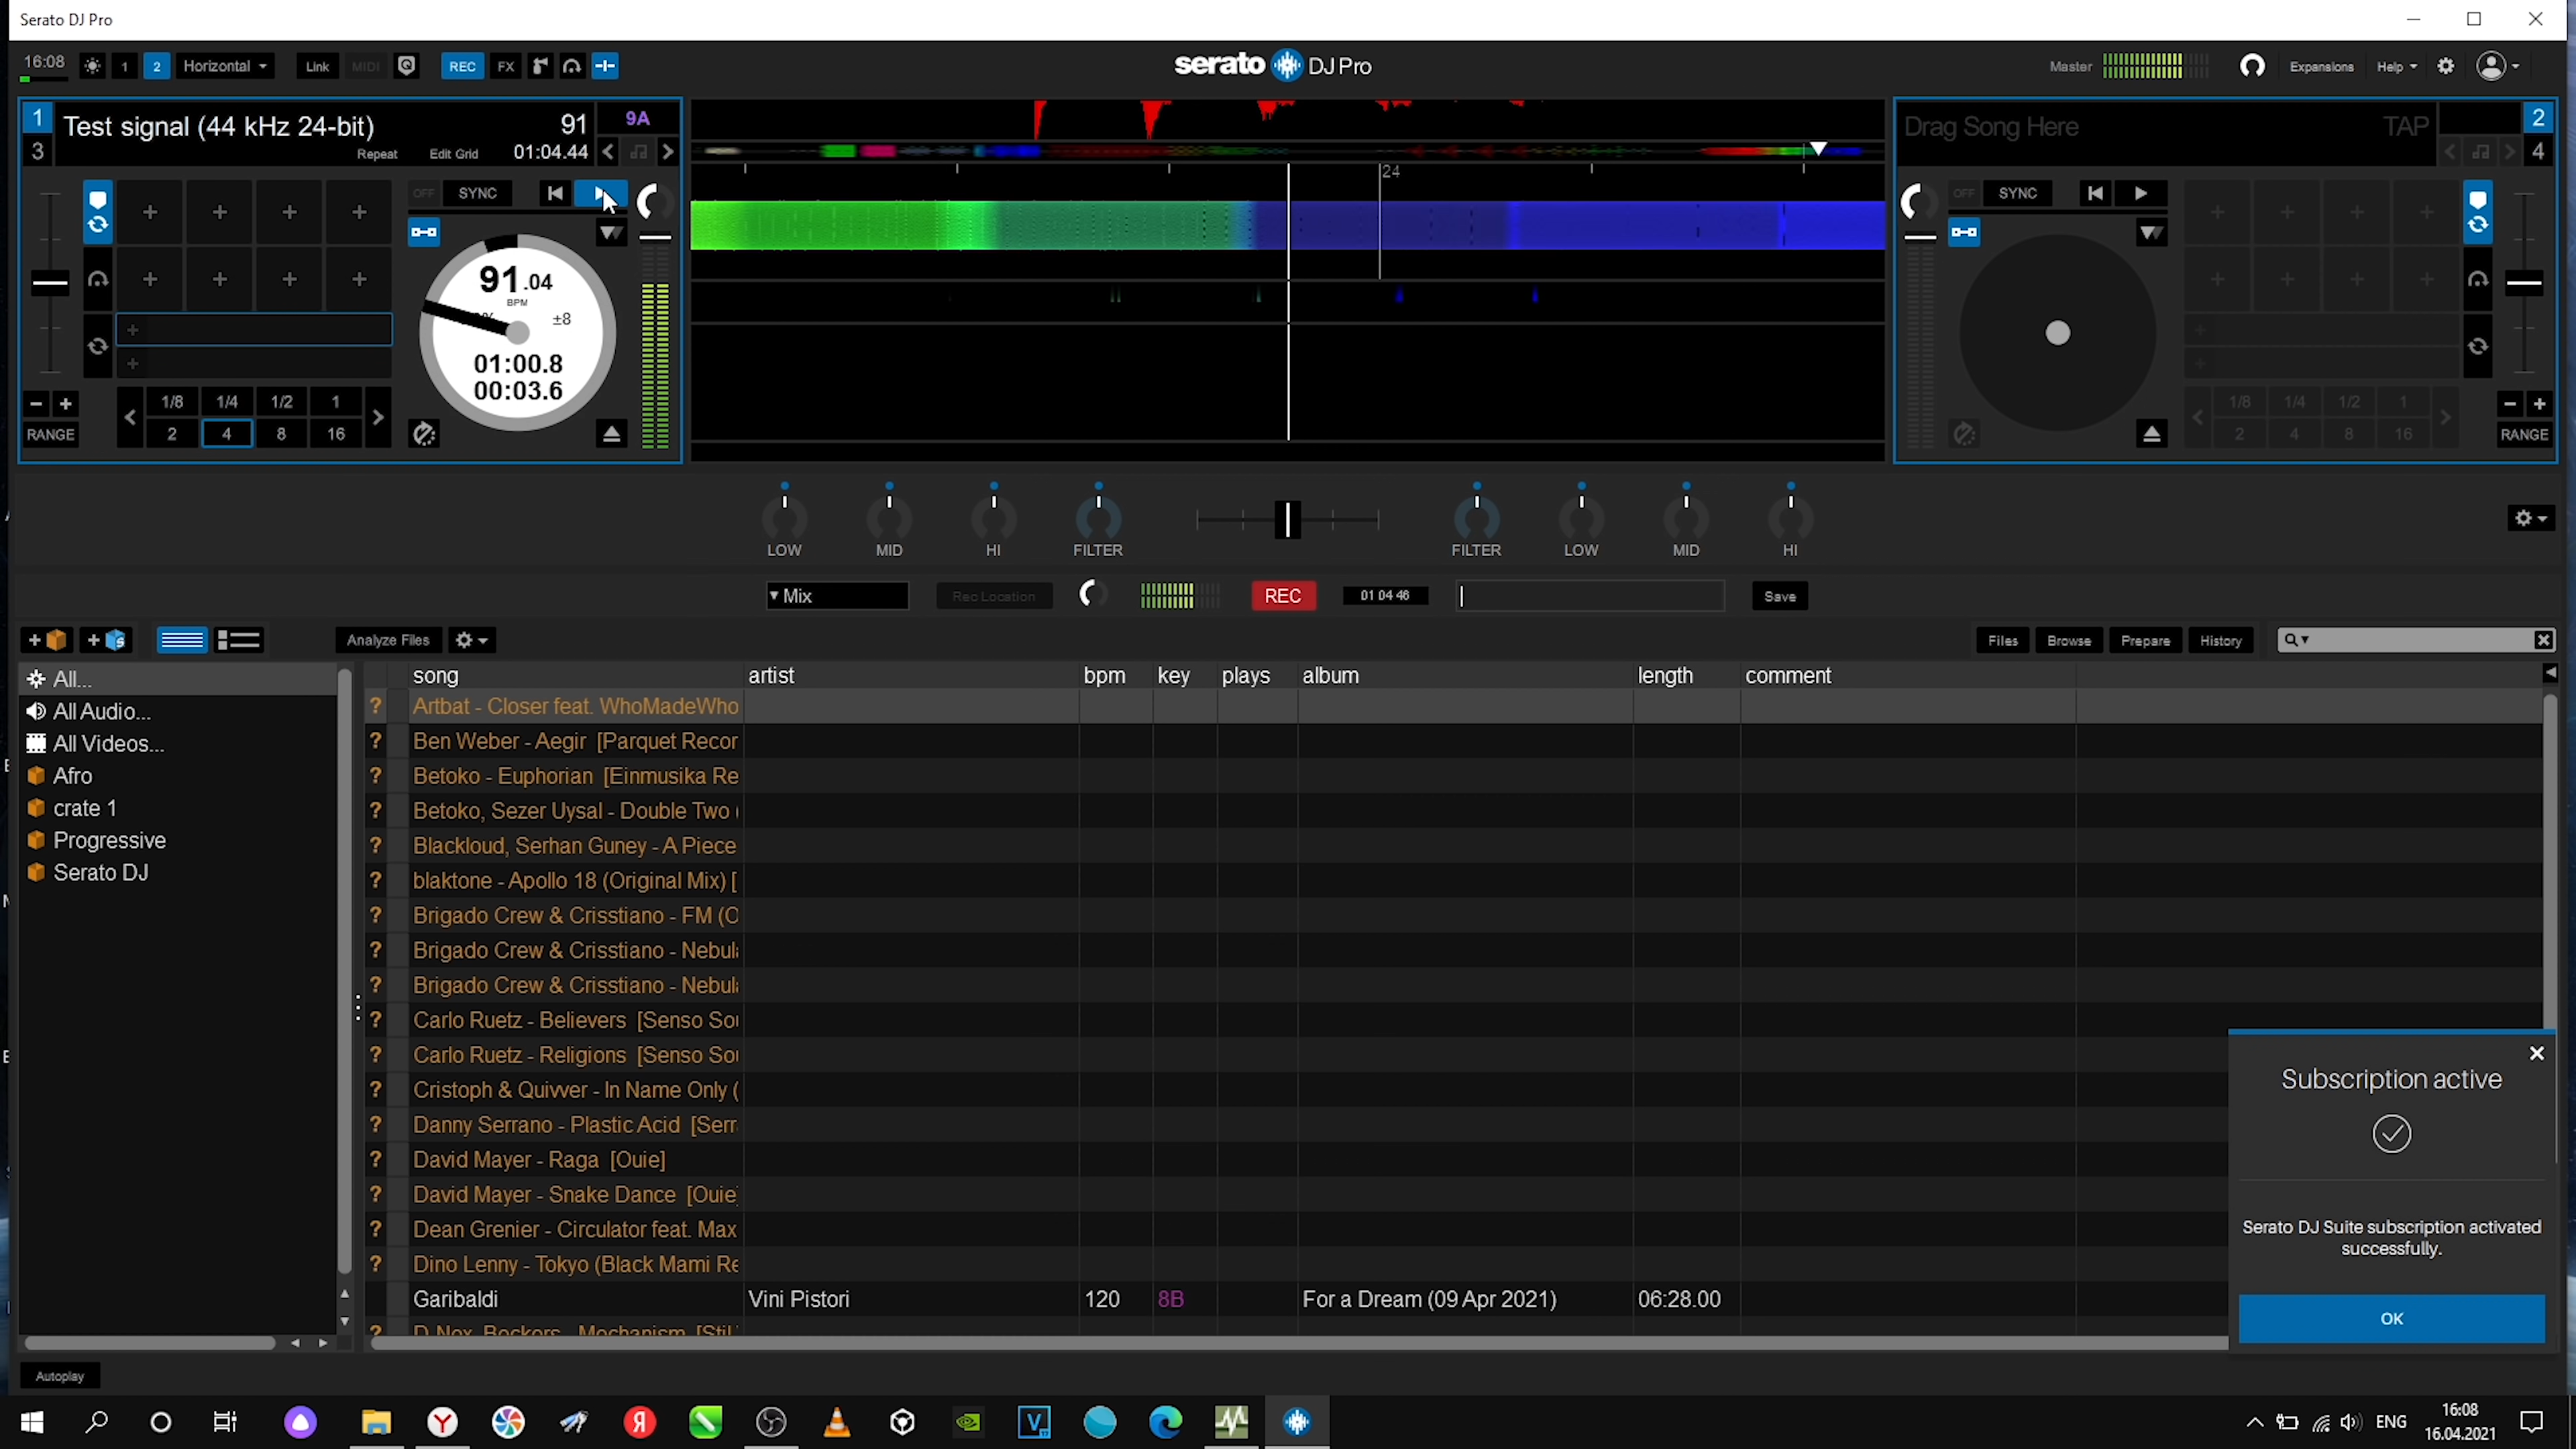 Serato DJ Pro
16:08 1 2 Horizontal Link MIDI REC FX serato DJ Pro Master Expansions Help
1 Test signal (44 kHz 24-bit) 91 9A
3 Repeat Edit Grid 01:04.44
OFF SYNC
91.04
BPM
±8
01:00.8
00:03.6
1/8 1/4 1/2 1
RANGE 2 4 8 16
24
Drag Song Here TAP 2
4
OFF SYNC
1/8 1/4 1/2 1
2 4 8 16 RANGE
LOW MID HI FILTER FILTER LOW MID HI
Mix Rec Location REC 01 04 46 Save
Analyze Files Files Browse Prepare History
All...
All Audio...
All Videos...
Afro
crate 1
Progressive
Serato DJ
song artist bpm key plays album length comment
? Artbat - Closer feat. WhoMadeWho
? Ben Weber - Aegir [Parquet Recor
? Betoko - Euphorian [Einmusika Re
? Betoko, Sezer Uysal - Double Two (
? Blackloud, Serhan Guney - A Piece
? blaktone - Apollo 18 (Original Mix) [
? Brigado Crew & Crisstiano - FM (O
? Brigado Crew & Crisstiano - Nebula
? Brigado Crew & Crisstiano - Nebula
? Carlo Ruetz - Believers [Senso Sou
? Carlo Ruetz - Religions [Senso Sou
? Cristoph & Quivver - In Name Only (
? Danny Serrano - Plastic Acid [Serr
? David Mayer - Raga [Ouie]
? David Mayer - Snake Dance [Ouie]
? Dean Grenier - Circulator feat. Max
? Dino Lenny - Tokyo (Black Mami Re
Garibaldi Vini Pistori 120 8B For a Dream (09 Apr 2021) 06:28.00
? D-Nox, Beckers - Mechanism [Stil
Subscription active
Serato DJ Suite subscription activated
successfully.
OK
Autoplay
ENG 16:08
16.04.2021